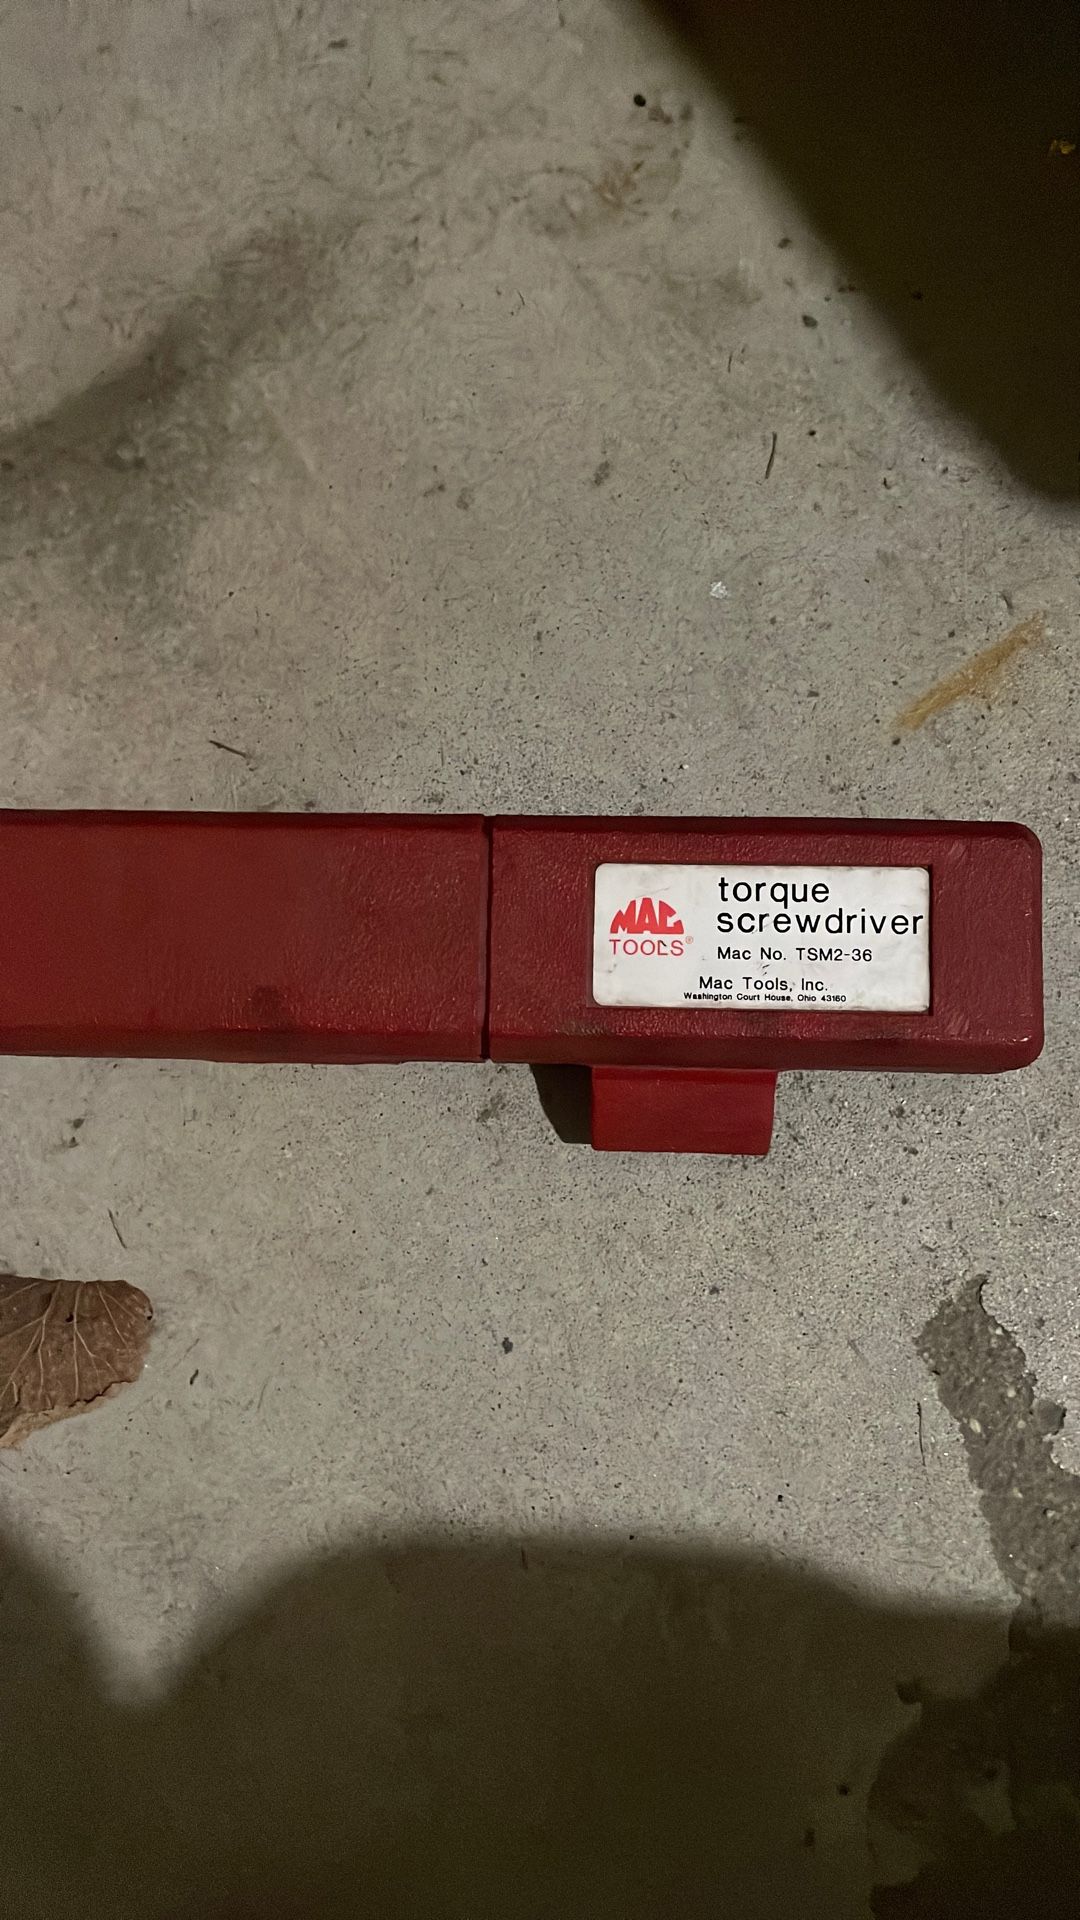 MAC
TOOLS®
torque
screwdriver
Mac No. TSM2-36
Mac Tools, Inc.
Washington Court House, Ohio 43160